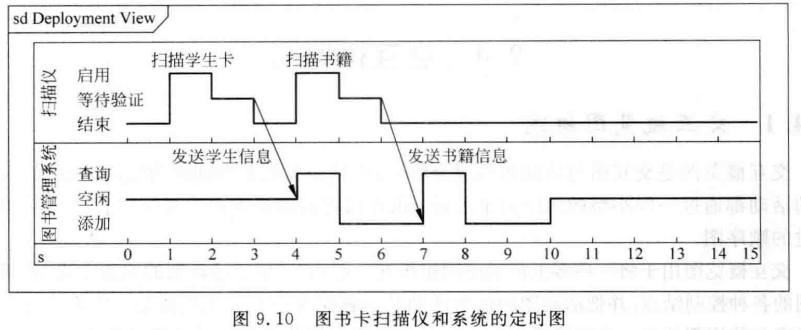 sd Deployment View
扫描仪
启用
等待验证
结束
扫描学生卡
扫描书籍
图书管理系统
查询
空闲
添加
发送学生信息
发送书籍信息
s 0 1 2 3 4 5 6 7 8 9 10 11 12 13 14 15
图 9.10 图书卡扫描仪和系统的定时图